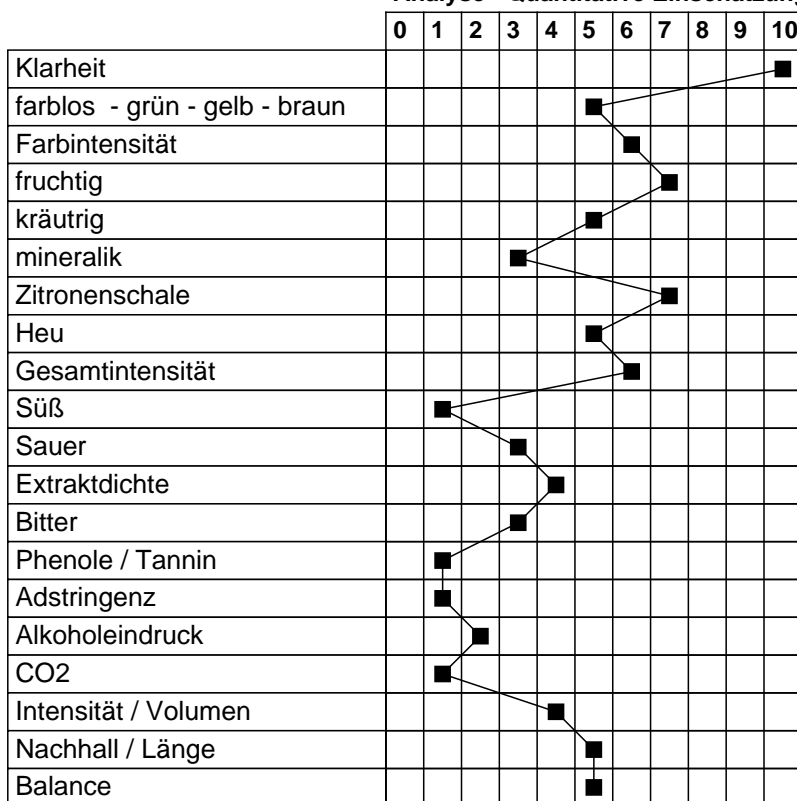 0 1 2 3 4 5 6 7 8 9 10
Klarheit
farblos - grün - gelb - braun
Farbintensität
fruchtig
kräutrig
mineralik
Zitronenschale
Heu
Gesamtintensität
Süß
Sauer
Extraktdichte
Bitter
Phenole / Tannin
Adstringenz
Alkoholeindruck
CO2
Intensität / Volumen
Nachhall / Länge
Balance